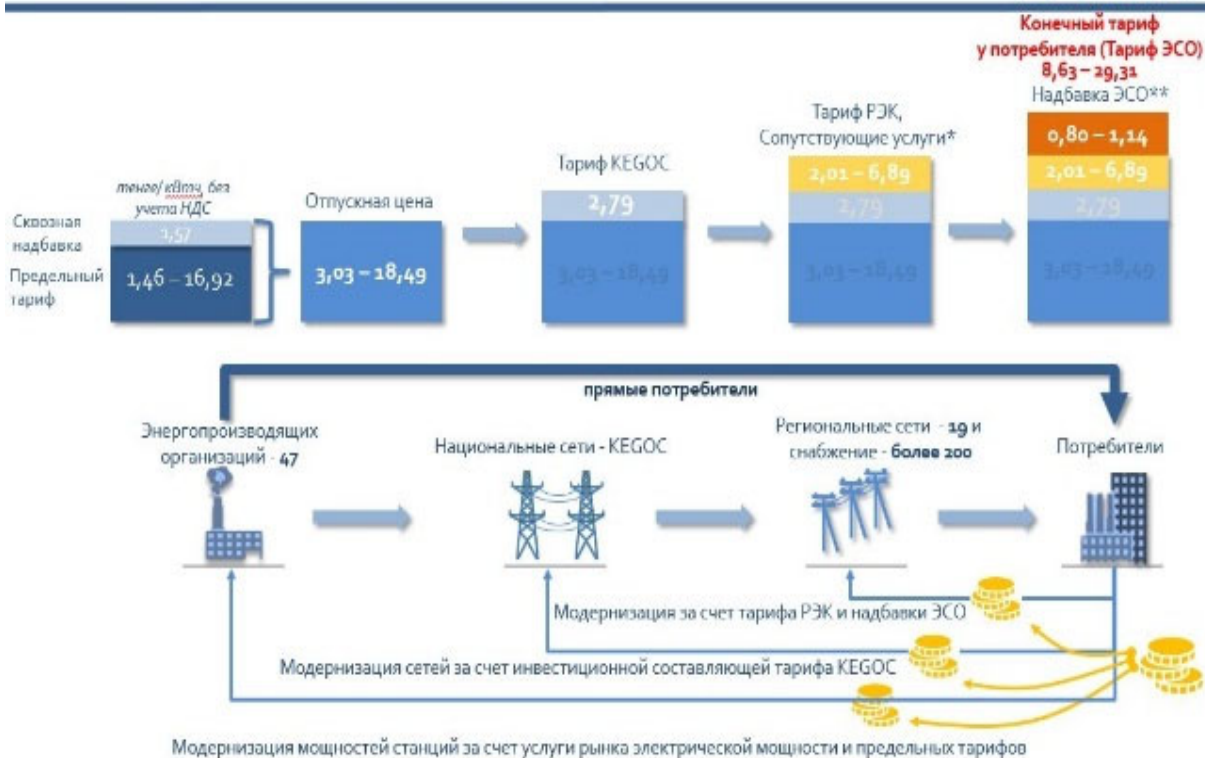 Конечный тариф
у потребителя (Тариф ЭСО)
8,63 – 29,31
Надбавка ЭСО**
Тариф РЭК,
Сопутствующие услуги*
Тариф KEGOC
тенге/ кВтч, без
учета НДС
Отпускная цена
Сквозная
надбавка
Предельный
тариф
1,57
1,46 – 16,92
3,03 – 18,49
2,79
3,03 – 18,49
2,01 – 6,89
2,79
3,03 – 18,49
0,80 – 1,14
2,01 – 6,89
2,79
3,03 – 18,49
прямые потребители
Энергопроизводящих
организаций - 47
Национальные сети - KEGOC
Региональные сети - 19 и
снабжение - более 200
Потребители
Модернизация за счет тарифа РЭК и надбавки ЭСО
Модернизация сетей за счет инвестиционной составляющей тарифа KEGOC
Модернизация мощностей станций за счет услуги рынка электрической мощности и предельных тарифов